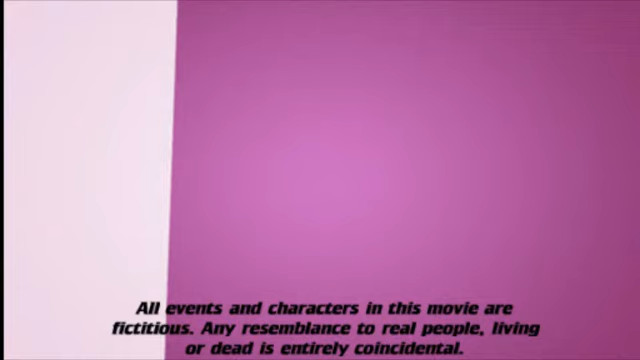 All events and characters in this movie are
fictitious. Any resemblance to real people, living
or dead is entirely coincidental.